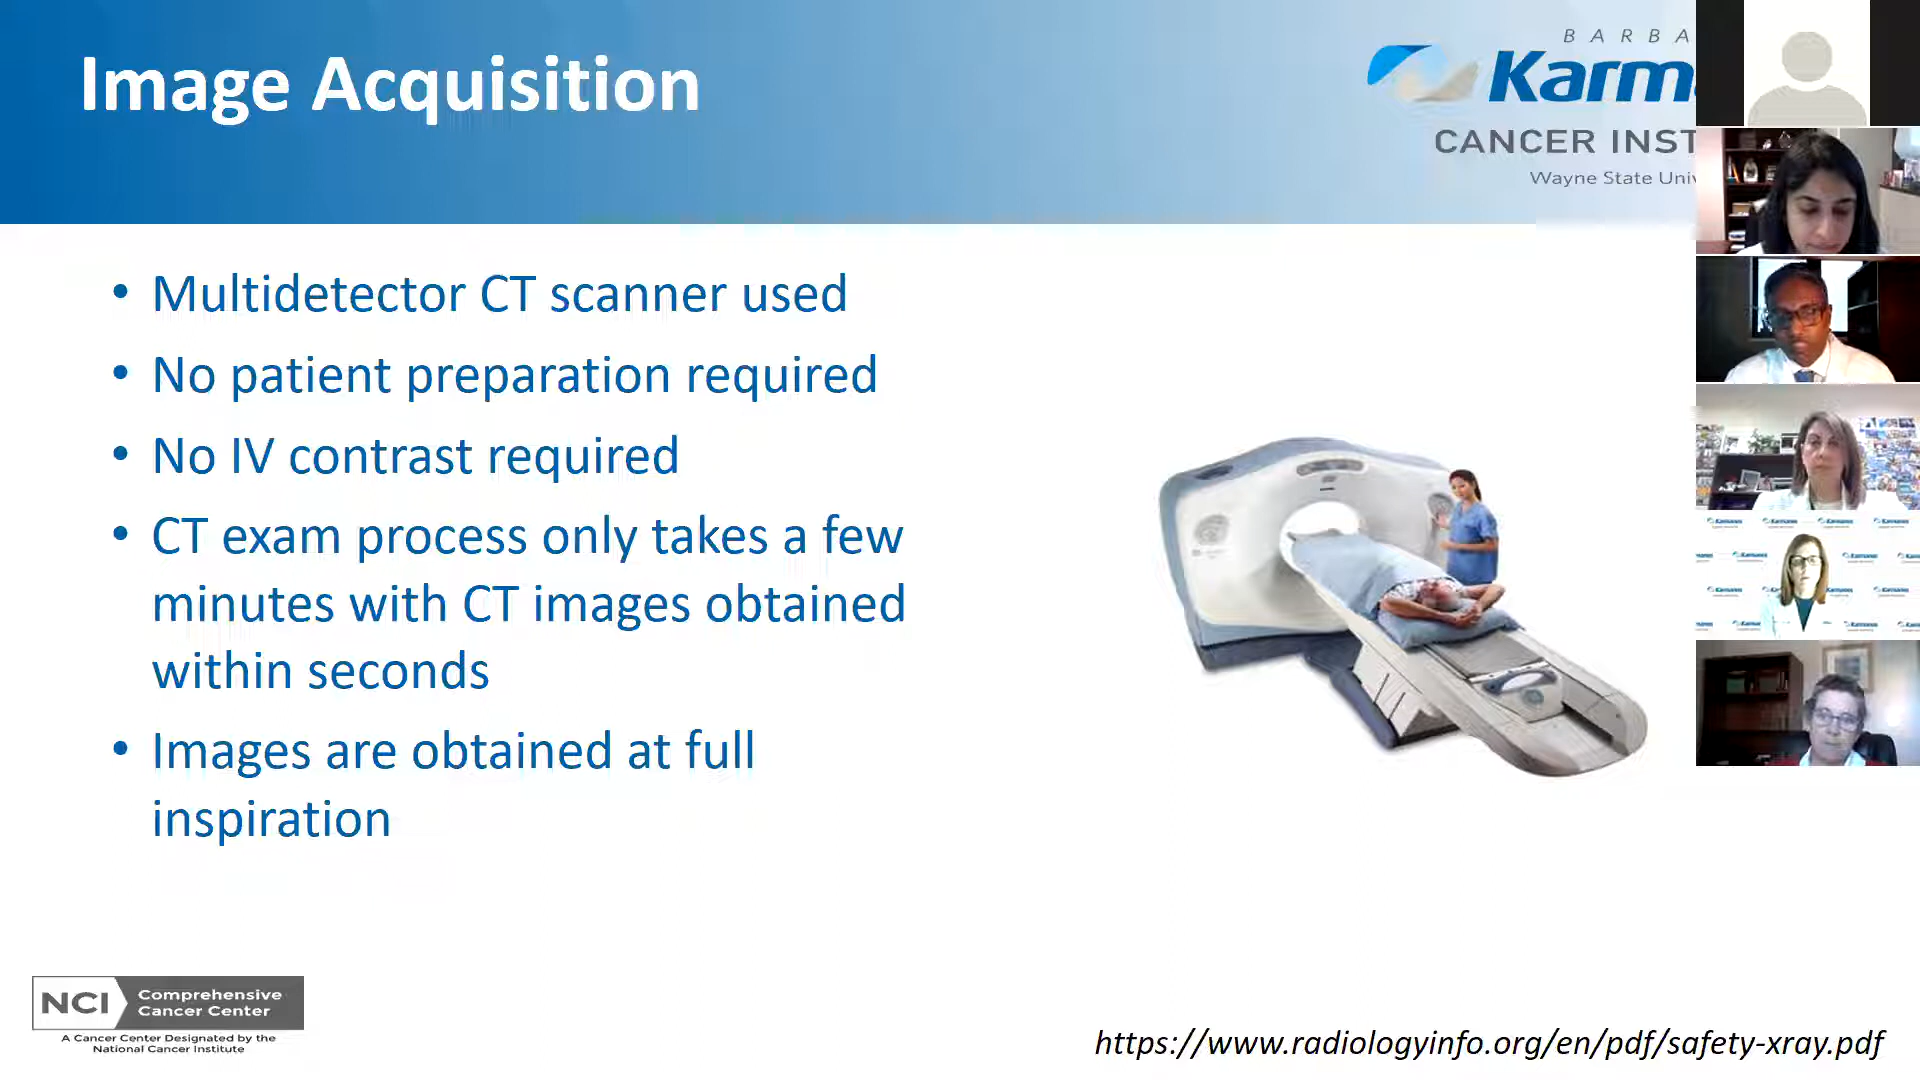 Image Acquisition
BARBA
Karm
CANCER INST
Wayne State Univ
• Multidetector CT scanner used
• No patient preparation required
• No IV contrast required
• CT exam process only takes a few
minutes with CT images obtained
within seconds
• Images are obtained at full
inspiration
NCI
Comprehensive
Cancer Center
A Cancer Center Designated by the
National Cancer Institute
https://www.radiologyinfo.org/en/pdf/safety-xray.pdf